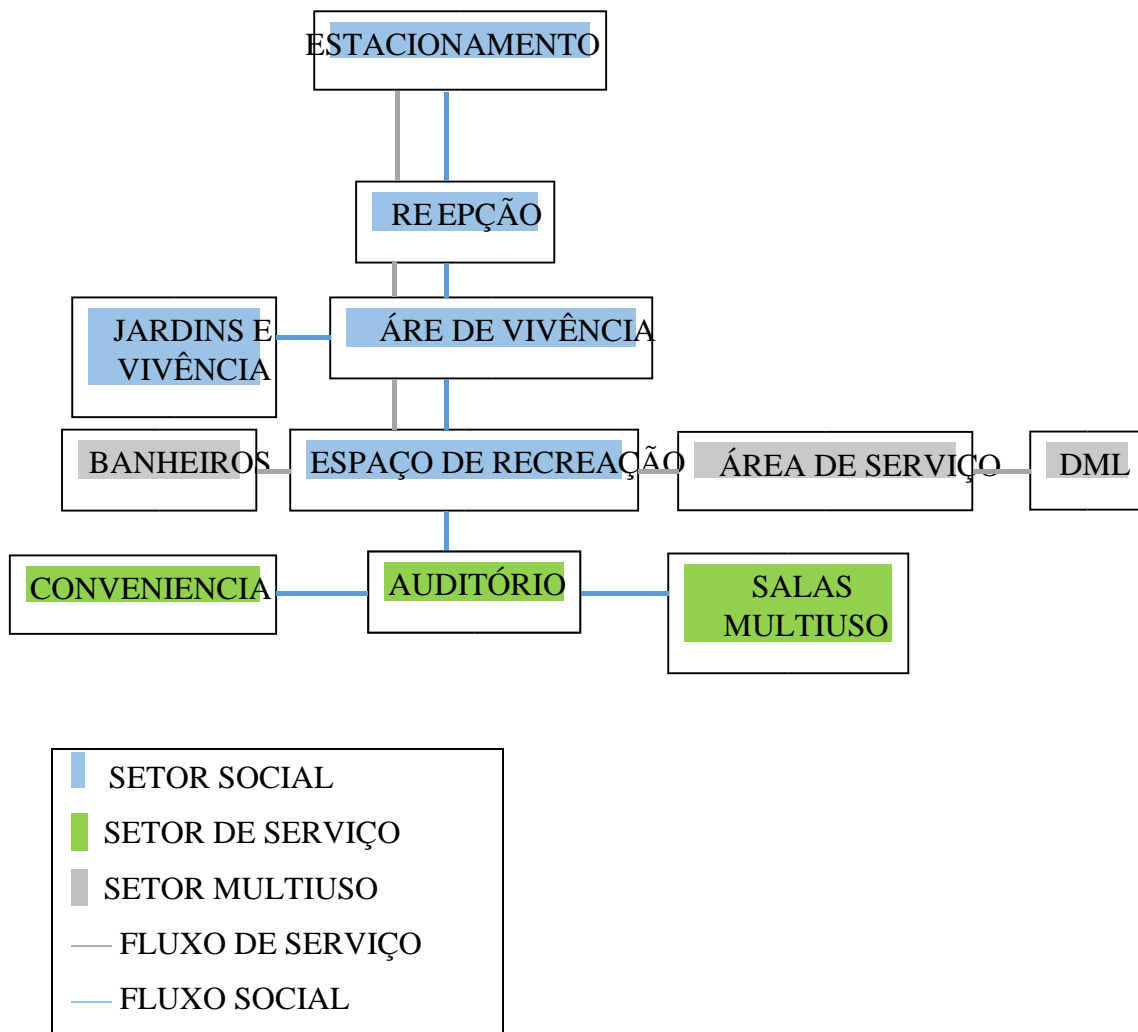 ESTACIONAMENTO
RE EPÇÃO
JARDINS E
VIVÊNCIA
ÁRE DE VIVÊNCIA
BANHEIROS
ESPAÇO DE RECREAÇÃO
ÁREA DE SERVIÇO
DML
CONVENIENCIA
AUDITÓRIO
SALAS
MULTIUSO
SETOR SOCIAL
SETOR DE SERVIÇO
SETOR MULTIUSO
FLUXO DE SERVIÇO
FLUXO SOCIAL